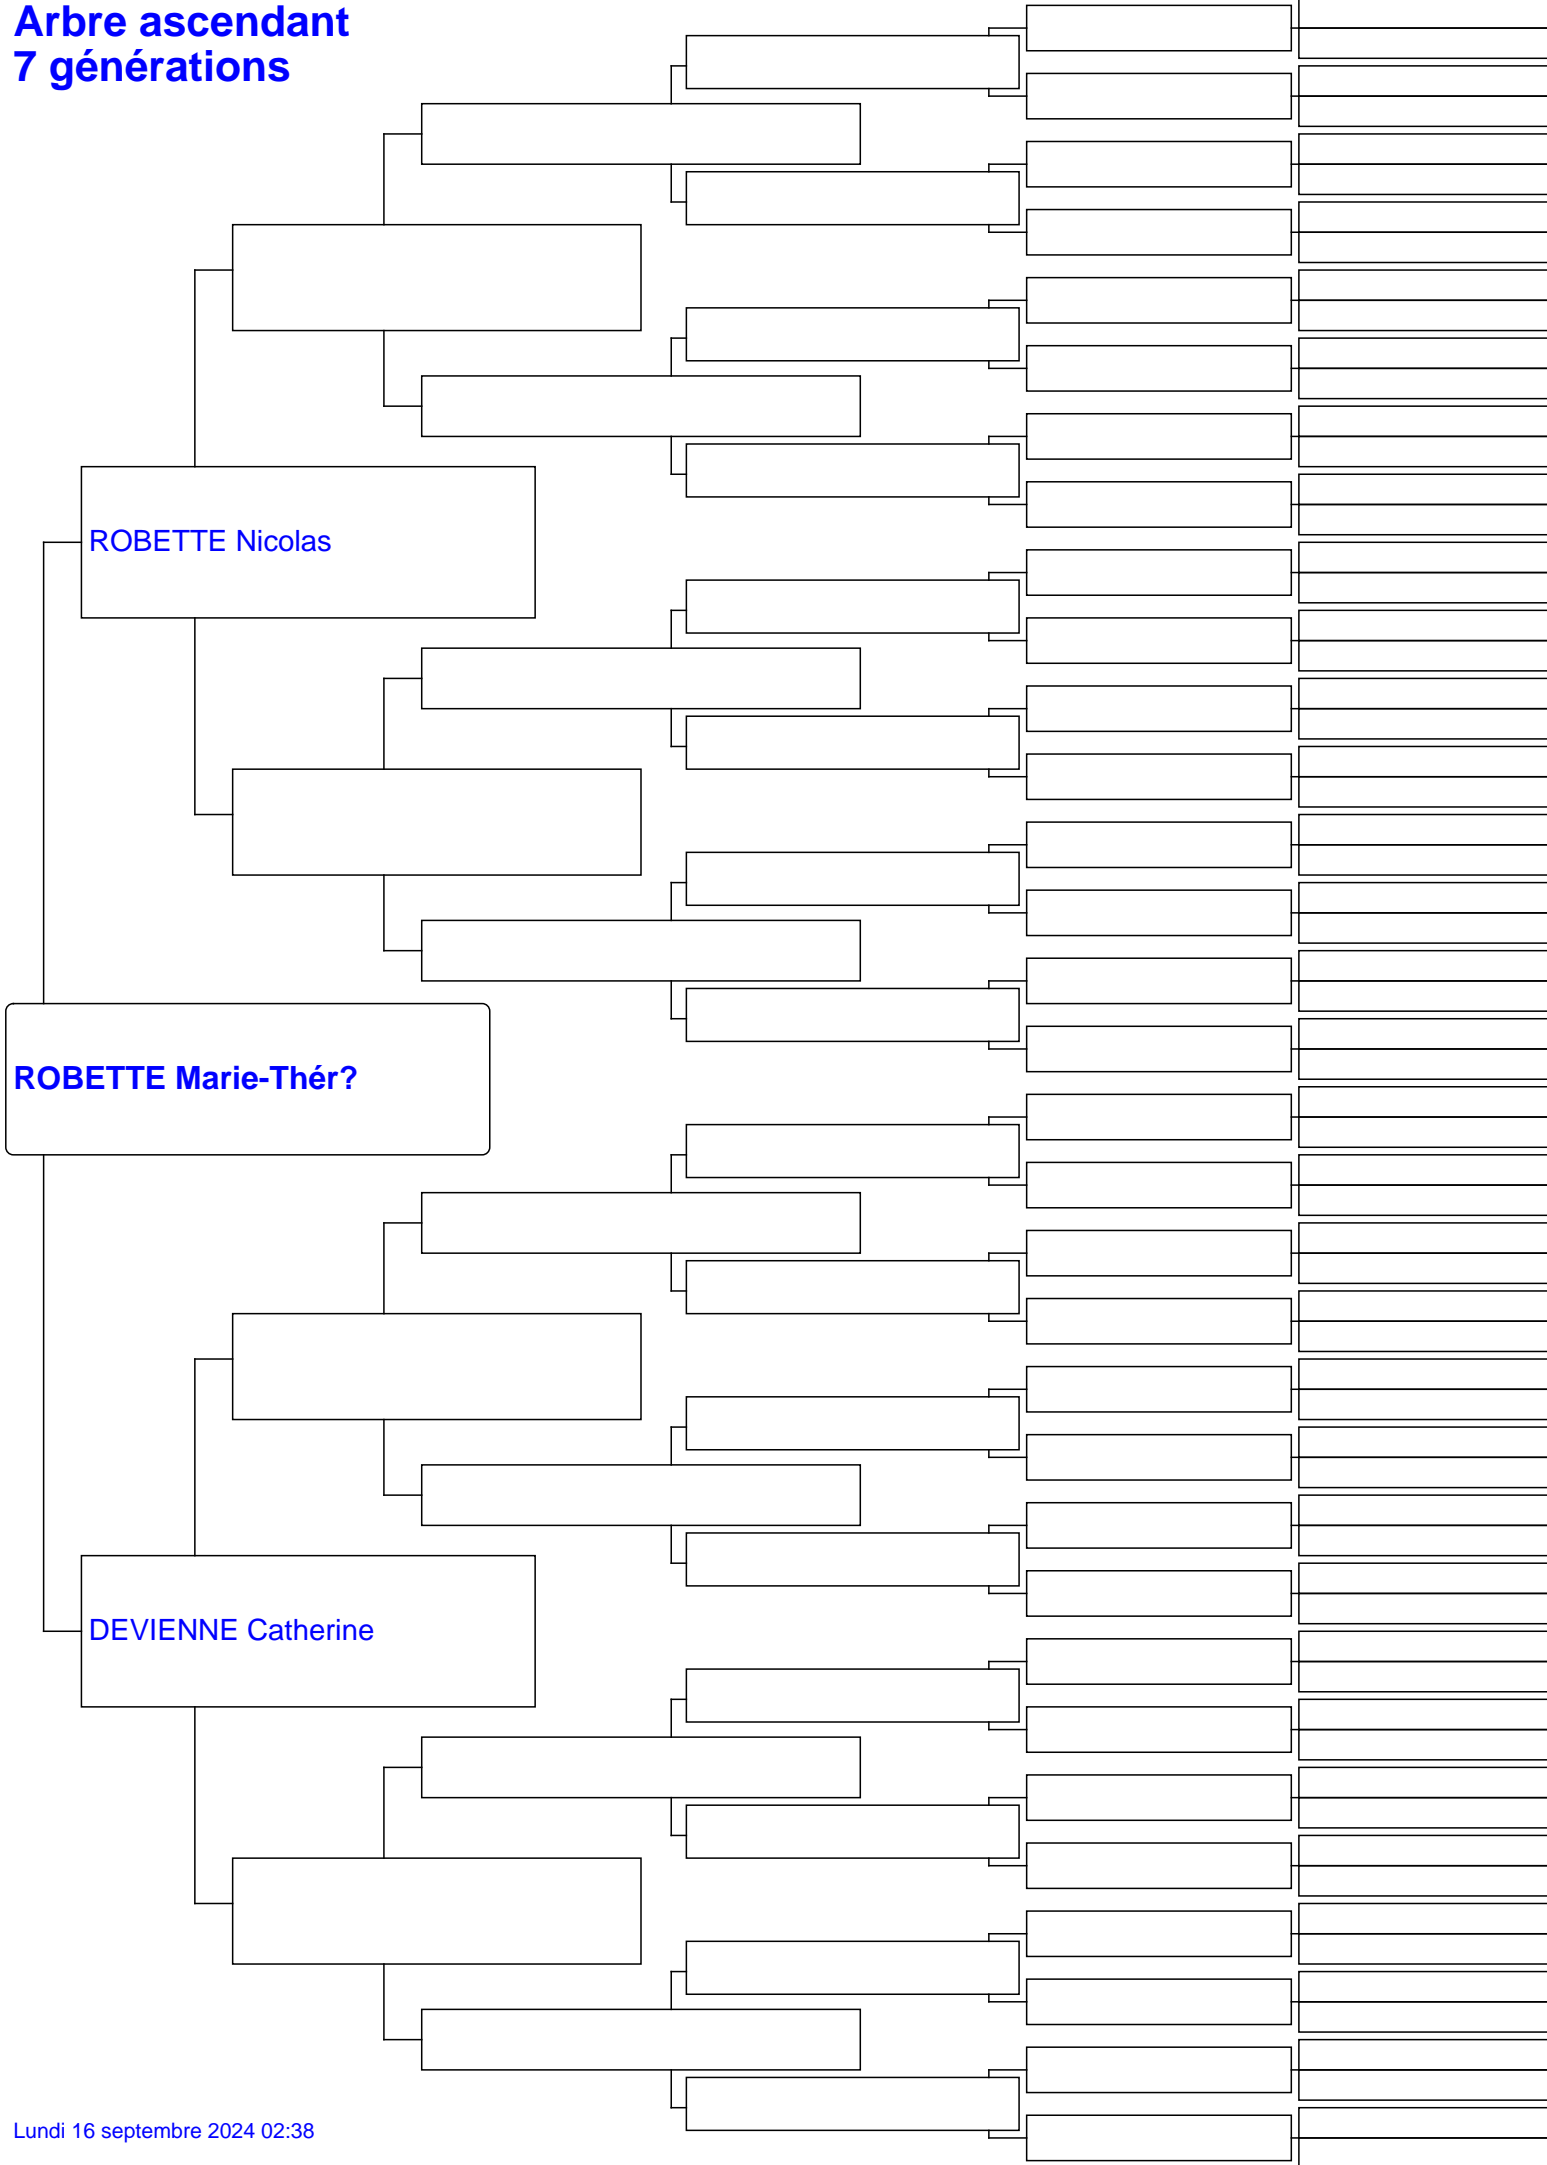 Arbre ascendant
7 générations
ROBETTE Nicolas
ROBETTE Marie-Thér?
DEVIENNE Catherine
Lundi 16 septembre 2024 02:38